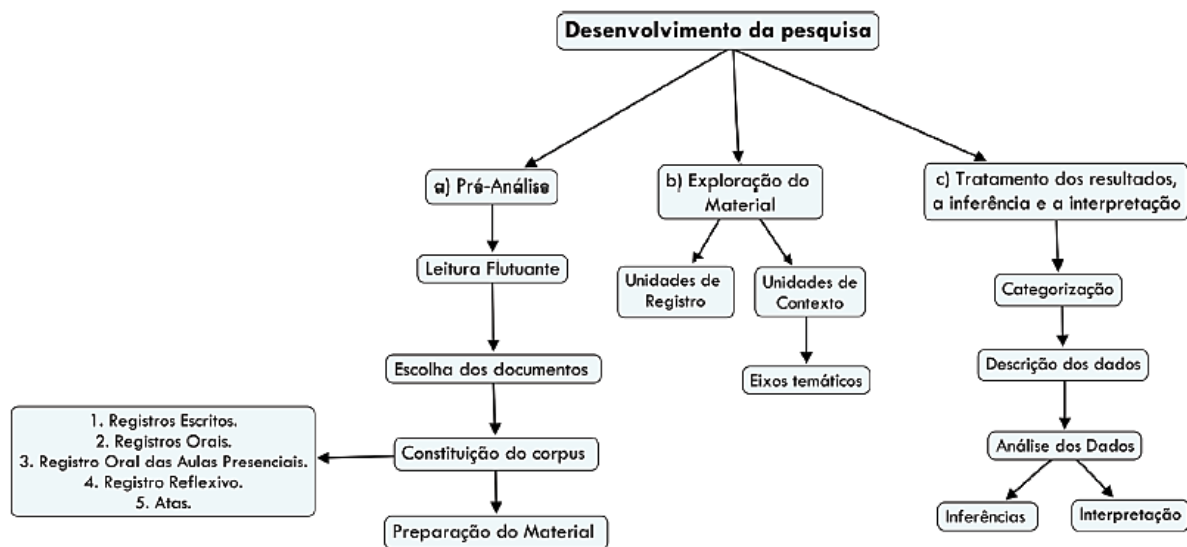 Desenvolvimento da pesquisa
a) Pré-Análise
b) Exploração do
Material
c) Tratamento dos resultados,
a inferência e a interpretação
Leitura Flutuante
Unidades de
Registro
Unidades de
Contexto
Categorização
Escolha dos documentos
Eixos temáticos
Descrição dos dados
1. Registros Escritos.
2. Registros Orais.
3. Registro Oral das Aulas Presenciais.
4. Registro Reflexivo.
5. Atas.
Constituição do corpus
Análise dos Dados
Preparação do Material
Inferências
Interpretação